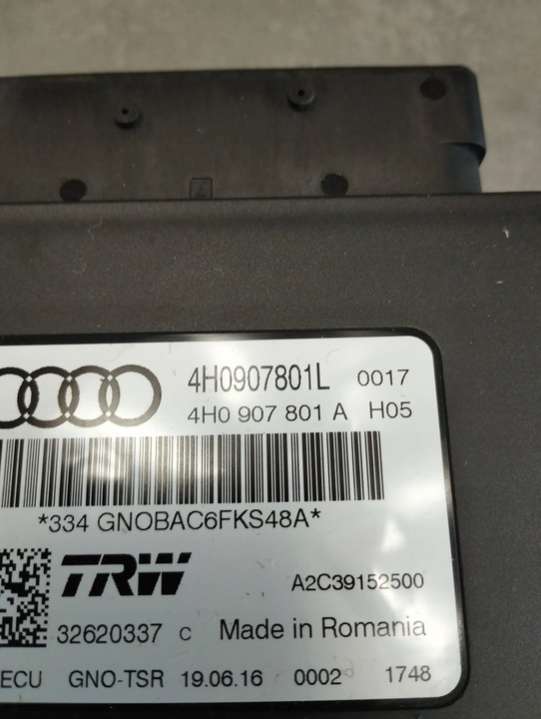 4H0907801L 0017
4H0 907 801 A H05
*334 GNOBAC6FKS48A*
TRW A2C39152500
32620337 C Made in Romania
ECU GNO-TSR 19.06.16 0002 1748